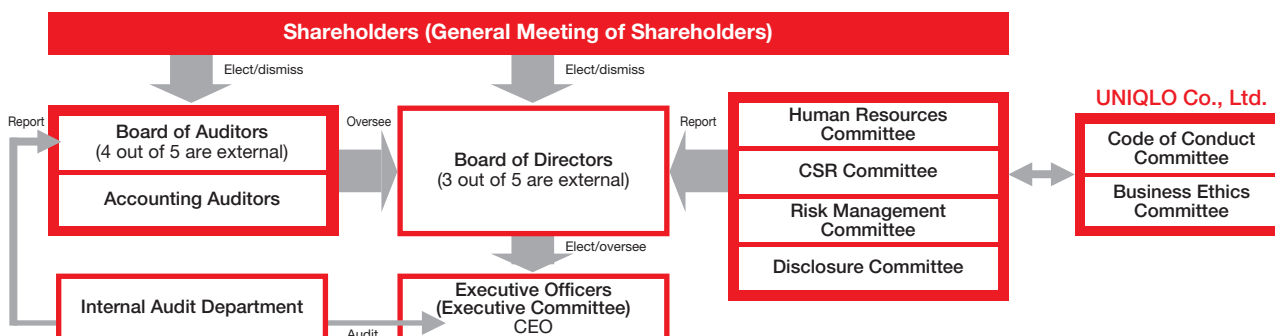 Shareholders (General Meeting of Shareholders)
Elect/dismiss
Elect/dismiss
Report
Board of Auditors
(4 out of 5 are external)
Accounting Auditors
Oversee
Board of Directors
(3 out of 5 are external)
Report
Human Resources
Committee
CSR Committee
Risk Management
Committee
Disclosure Committee
UNIQLO Co., Ltd.
Code of Conduct
Committee
Business Ethics
Committee
Elect/oversee
Internal Audit Department
Audit
Executive Officers
(Executive Committee)
CEO